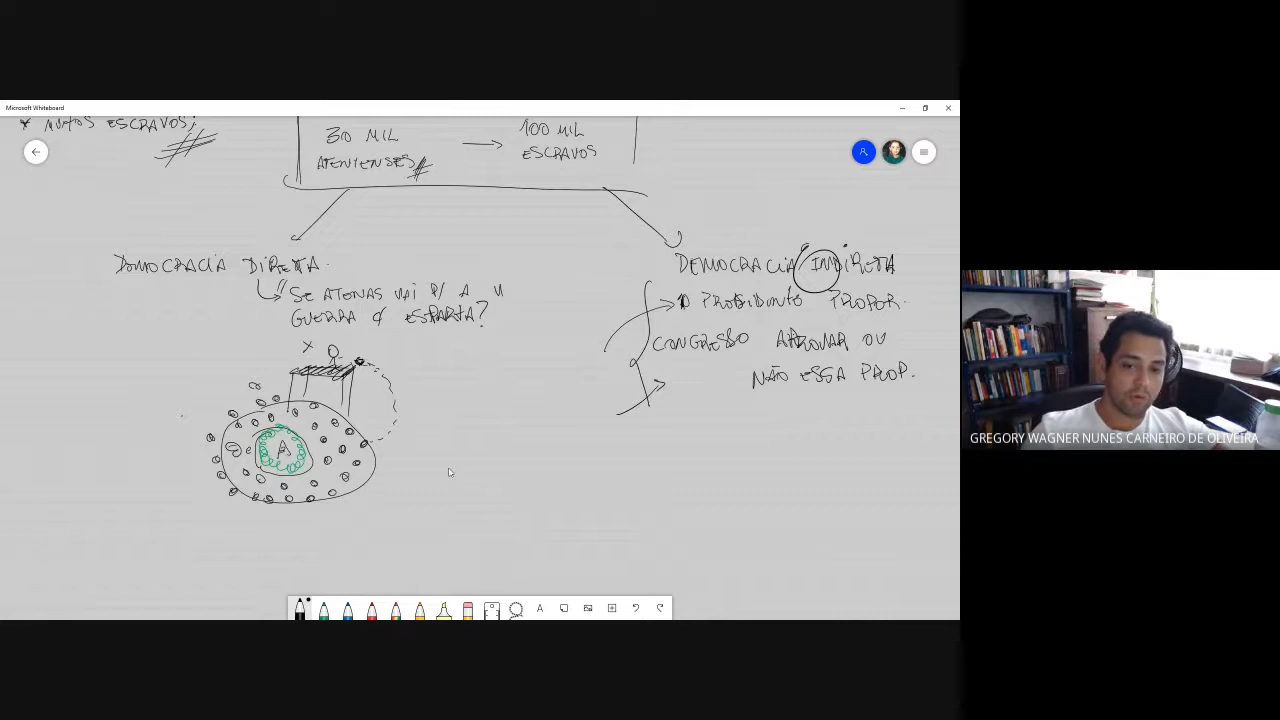 Microsoft Whiteboard
* MUITOS ESCRAVOS;
30 MIL
ATENIENSES
100 MIL
ESCRAVOS
DEMOCRACIA DIRETA
SE ATENAS VAI P/ A
GUERRA C/ ESPARTA?
X
A
DEMOCRACIA INDIRETA
PRESIDENTE PROPOR.
CONGRESSO APROVAR OU
NÃO ESSA PROP.
GREGORY WAGNER NUNES CARNEIRO DE OLIVEIRA
A